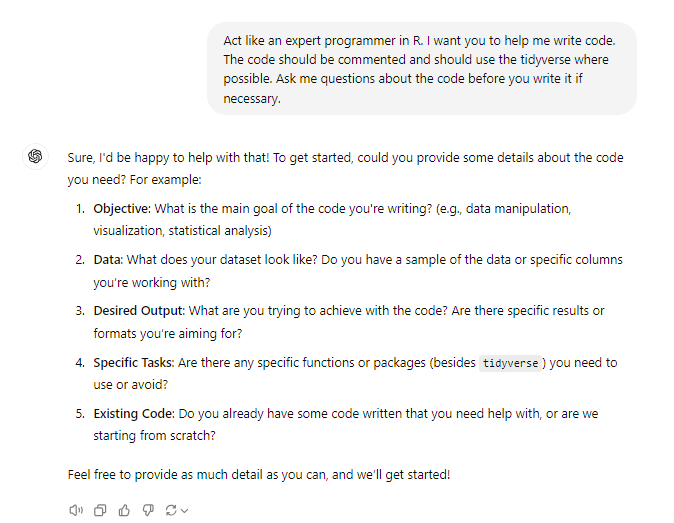 Act like an expert programmer in R. I want you to help me write code.
The code should be commented and should use the tidyverse where
possible. Ask me questions about the code before you write it if
necessary.
Sure, I'd be happy to help with that! To get started, could you provide some details about the code
you need? For example:
1. Objective: What is the main goal of the code you're writing? (e.g., data manipulation,
visualization, statistical analysis)
2. Data: What does your dataset look like? Do you have a sample of the data or specific columns
you're working with?
3. Desired Output: What are you trying to achieve with the code? Are there specific results or
formats you're aiming for?
4. Specific Tasks: Are there any specific functions or packages (besides tidyverse) you need to
use or avoid?
5. Existing Code: Do you already have some code written that you need help with, or are we
starting from scratch?
Feel free to provide as much detail as you can, and we'll get started!